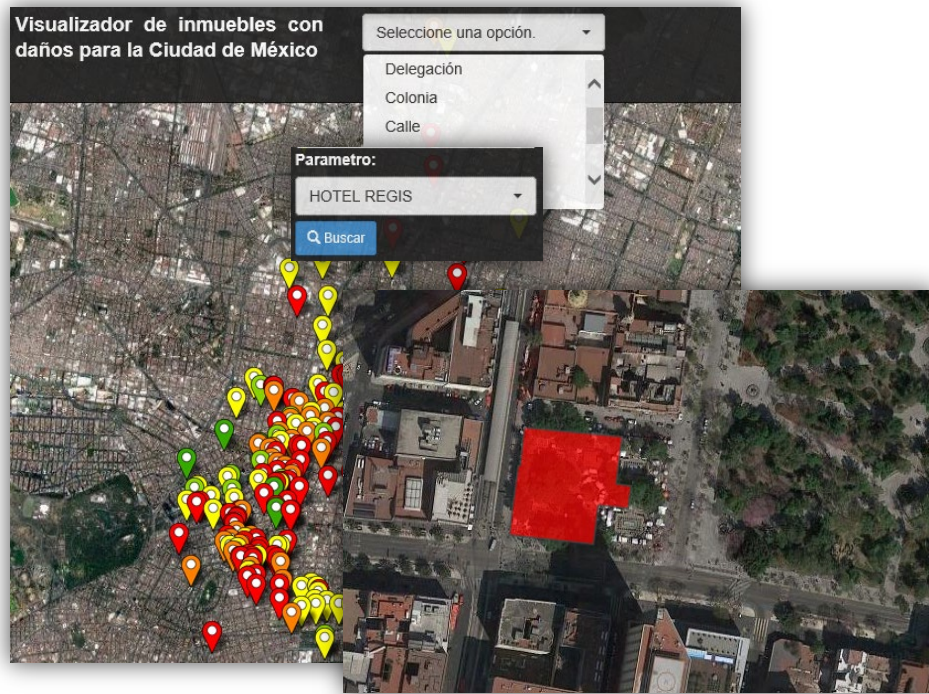 Visualizador de inmuebles con
daños para la Ciudad de México
Seleccione una opción.
Delegación
Colonia
Calle
Parametro:
HOTEL REGIS
Buscar